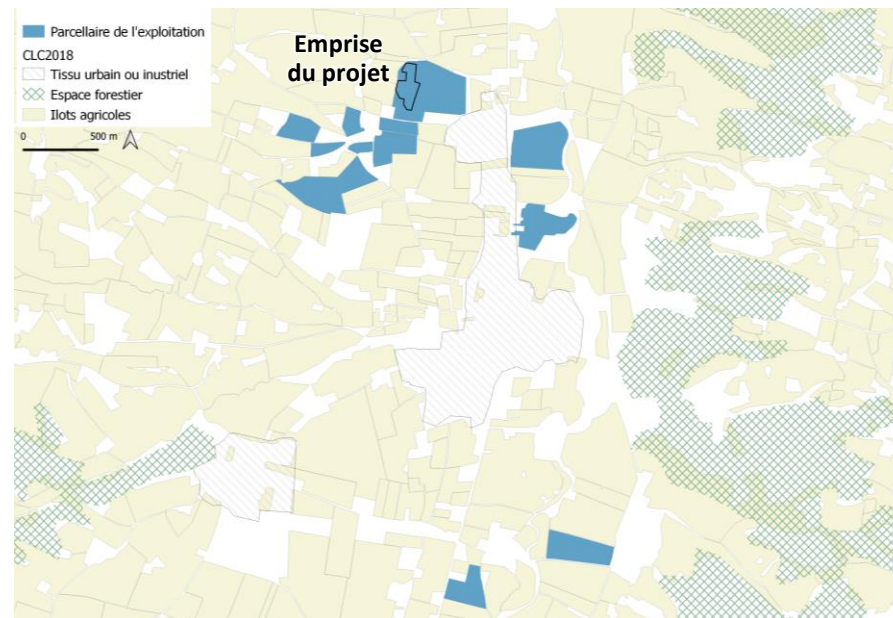 Parcellaire de l'exploitation
CLC2018
Tissu urbain ou inustriel
Espace forestier
Ilots agricoles
0 500 m
Emprise
du projet